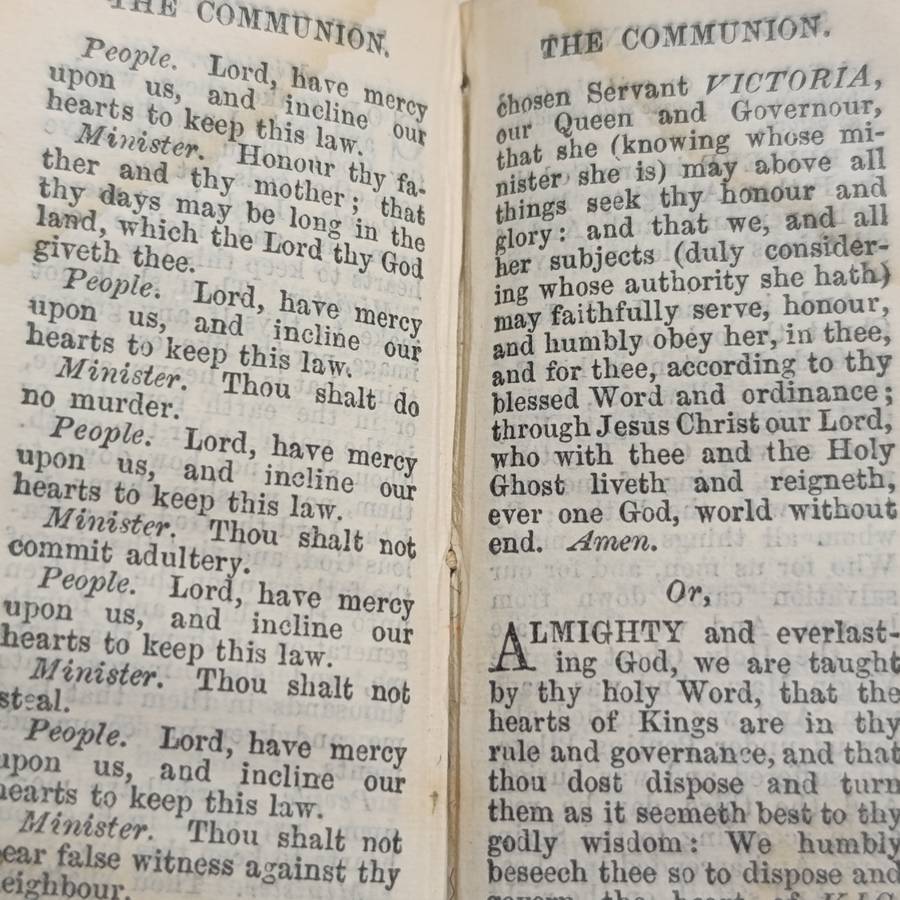 THE COMMUNION.
People. Lord, have mercy
upon us, and incline our
hearts to keep this law.
Minister. Honour thy fa-
ther and thy mother; that
thy days may be long in the
land, which the Lord thy God
giveth thee.
People. Lord, have mercy
upon us, and incline our
hearts to keep this law.
Minister. Thou shalt do
no murder.
People. Lord, have mercy
upon us, and incline our
hearts to keep this law.
Minister. Thou shalt not
commit adultery.
People. Lord, have mercy
upon us, and incline our
hearts to keep this law.
Minister. Thou shalt not
steal.
People. Lord, have mercy
upon us, and incline our
hearts to keep this law.
Minister. Thou shalt not
ear false witness against thy
eighbour.
THE COMMUNION.
chosen Servant VICTORIA,
our Queen and Governour,
that she (knowing whose mi-
nister she is) may above all
things seek thy honour and
glory: and that we, and all
her subjects (duly consider-
ing whose authority she hath)
may faithfully serve, honour,
and humbly obey her, in thee,
and for thee, according to thy
blessed Word and ordinance;
through Jesus Christ our Lord,
who with thee and the Holy
Ghost liveth and reigneth,
ever one God, world without
end. Amen.
Or,
ALMIGHTY and everlast-
ing God, we are taught
by thy holy Word, that the
hearts of Kings are in thy
rule and governance, and that
thou dost dispose and turn
them as it seemeth best to thy
godly wisdom: We humbly
beseech thee so to dispose and